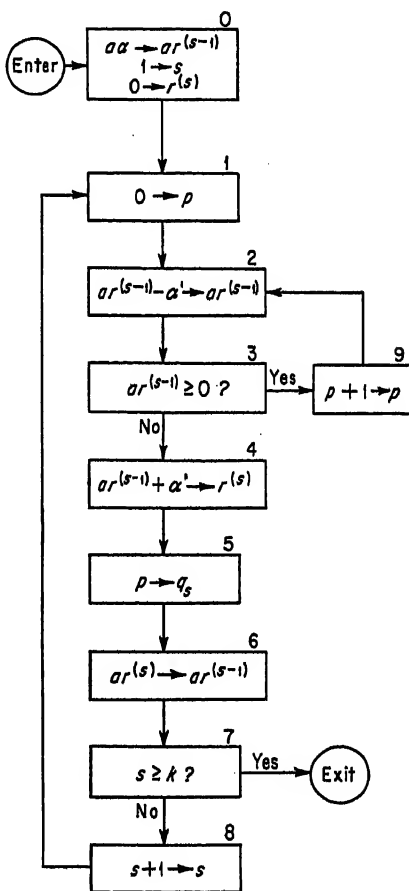 0
Enter
aα → ar^(s-1)
1 → s
0 → r^(s)
1
0 → p
2
ar^(s-1) - α' → ar^(s-1)
3
ar^(s-1) ≥ 0 ?
Yes
9
p + 1 → p
No
4
ar^(s-1) + α' → r^(s)
5
p → q_s
6
ar^(s) → ar^(s-1)
7
s ≥ k ?
Yes
Exit
No
8
s + 1 → s